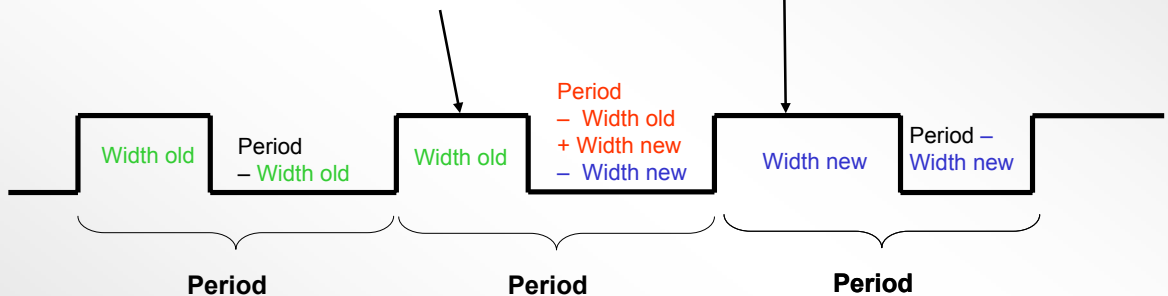 Width old
Period
– Width old
Width old
Period
– Width old
+ Width new
– Width new
Width new
Period –
Width new
Period
Period
Period